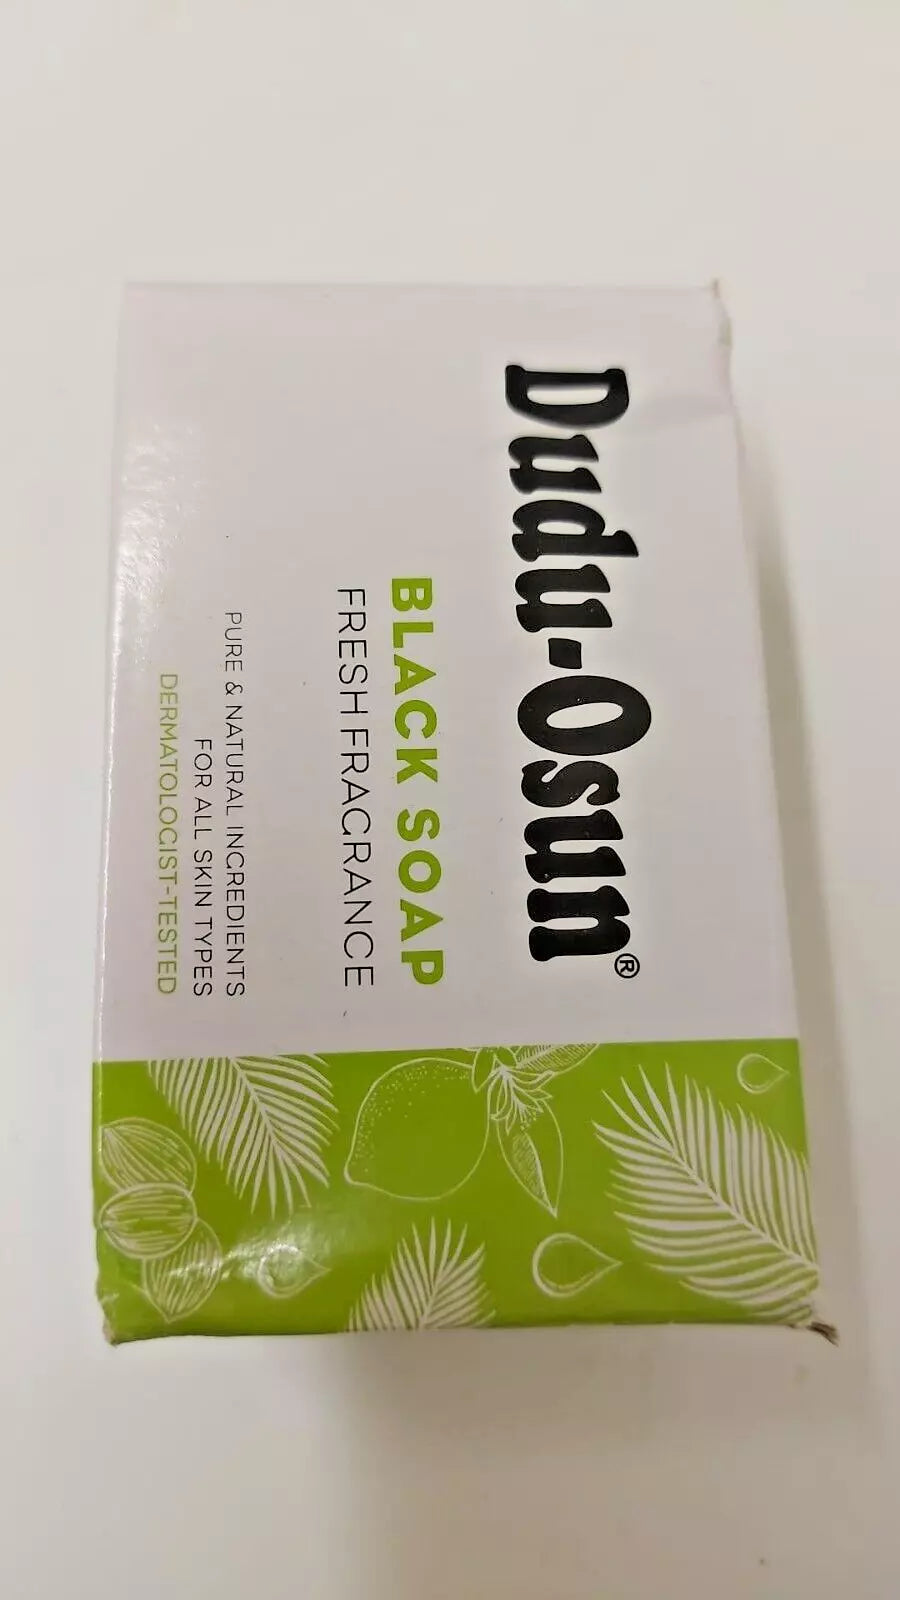 Dudu-Osun®
BLACK SOAP
FRESH FRAGRANCE
PURE & NATURAL INGREDIENTS
FOR ALL SKIN TYPES
DERMATOLOGIST-TESTED